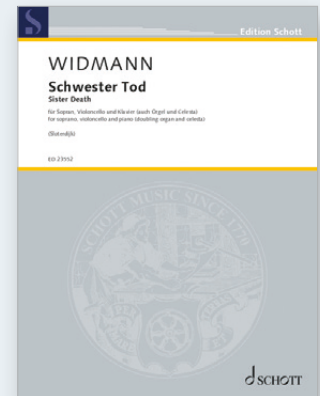 Edition Schott
WIDMANN
Schwester Tod
Sister Death
für Sopran, Violoncello und Klavier (auch Orgel und Celesta)
for soprano, violoncello and piano (doubling organ and celesta)
ED 23552
SCHOTT MUSIC SINCE 1770
SCHOTT